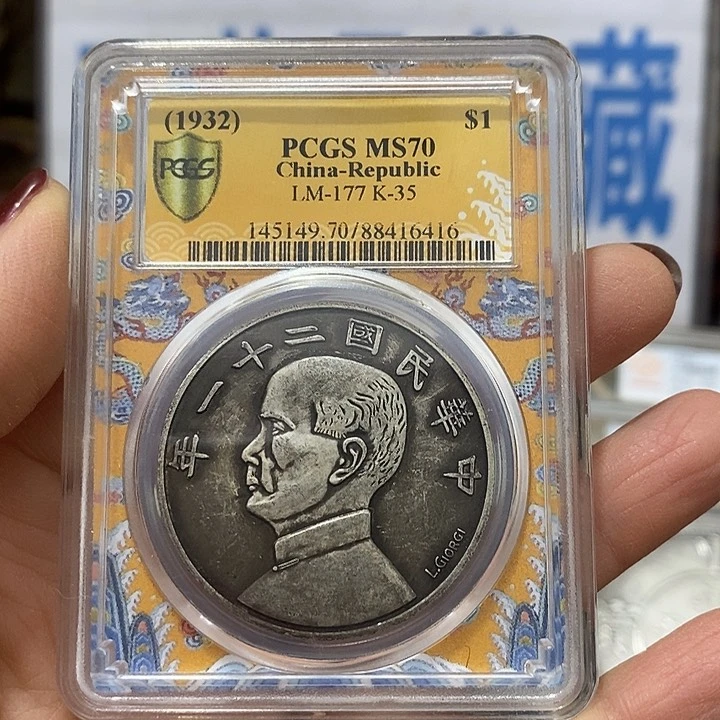 藏
(1932) $1
PCGS MS70
PCGS
China-Republic
LM-177 K-35
145149.70/88416416
中華民國二十一年
L.GIORGI